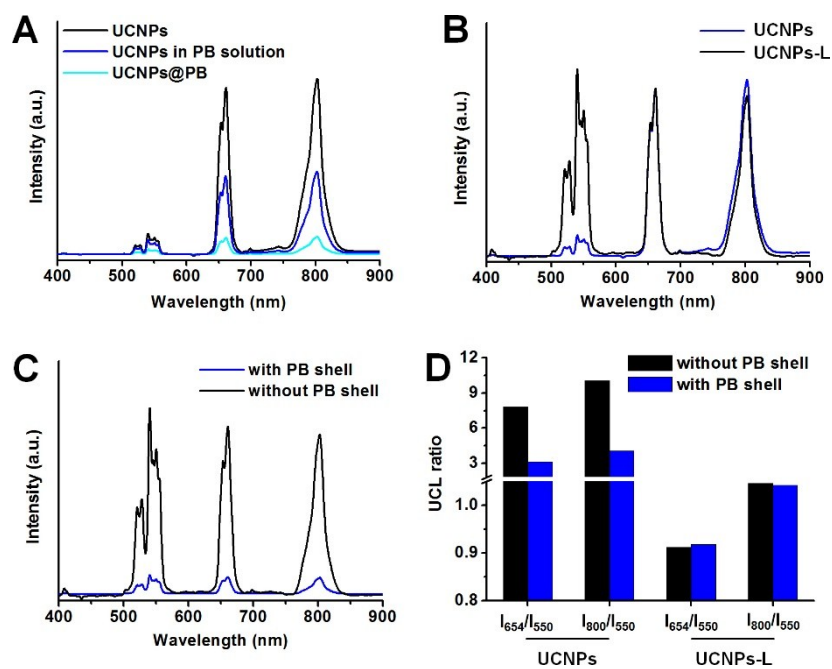 A
UCNPs
UCNPs in PB solution
UCNPs@PB
Intensity (a.u.)
400 500 600 700 800 900
Wavelength (nm)
B
UCNPs
UCNPs-L
Intensity (a.u.)
400 500 600 700 800 900
Wavelength (nm)
C
with PB shell
without PB shell
Intensity (a.u.)
400 500 600 700 800 900
Wavelength (nm)
D
without PB shell
with PB shell
UCL ratio
12
9
6
3
1.0
0.9
0.8
I₆₅₄/I₅₅₀ I₈₀₀/I₅₅₀ I₆₅₄/I₅₅₀ I₈₀₀/I₅₅₀
UCNPs UCNPs-L